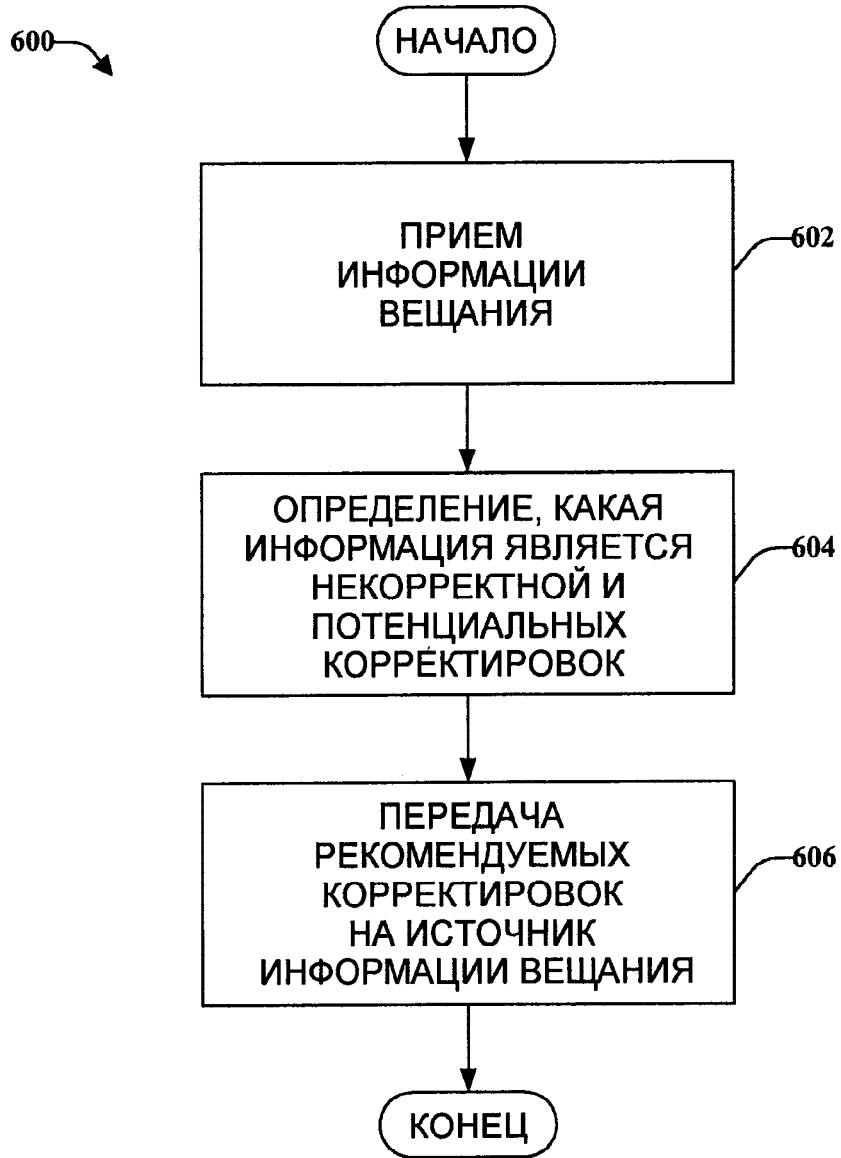 600
НАЧАЛО
ПРИЕМ
ИНФОРМАЦИИ
ВЕЩАНИЯ
602
ОПРЕДЕЛЕНИЕ, КАКАЯ
ИНФОРМАЦИЯ ЯВЛЯЕТСЯ
НЕКОРРЕКТНОЙ И
ПОТЕНЦИАЛЬНЫХ
КОРРЕКТИРОВОК
604
ПЕРЕДАЧА
РЕКОМЕНДУЕМЫХ
КОРРЕКТИРОВОК
НА ИСТОЧНИК
ИНФОРМАЦИИ ВЕЩАНИЯ
606
КОНЕЦ